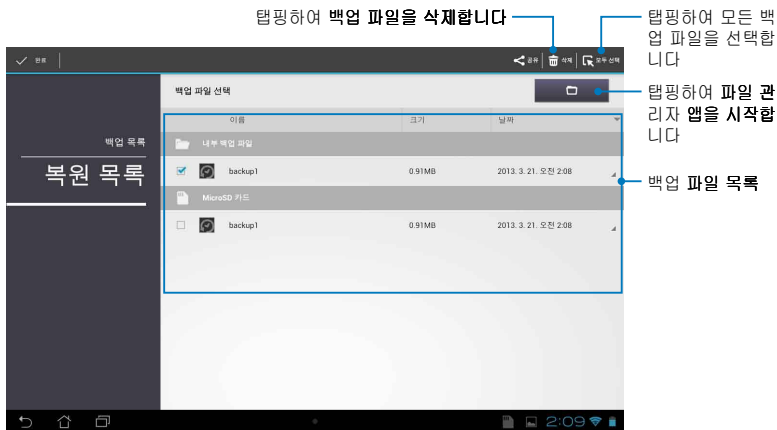 탭핑하여 백업 파일을 삭제합니다
탭핑하여 모든 백
업 파일을 선택합
니다
완료
공유
삭제
모두 선택
백업 파일 선택
탭핑하여 파일 관
리자 앱을 시작합
니다
이름
크기
날짜
백업 목록
복원 목록
내부 백업 파일
backup1
0.91MB
2013. 3. 21. 오전 2:08
백업 파일 목록
MicroSD 카드
backup1
0.91MB
2013. 3. 21. 오전 2:08
2:09